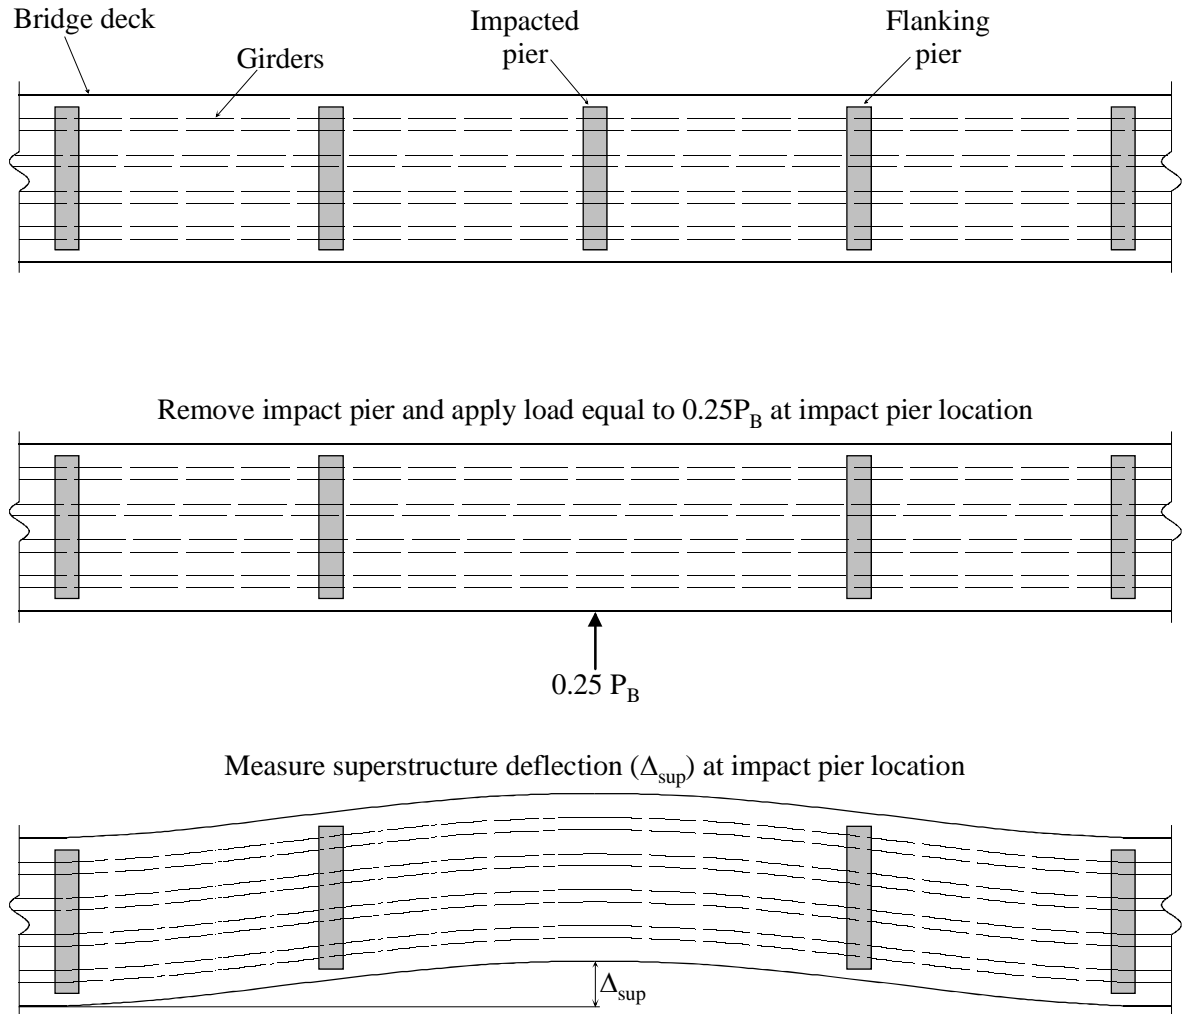 Bridge deck
Girders
Impacted
pier
Flanking
pier
Remove impact pier and apply load equal to 0.25P_B at impact pier location
0.25 P_B
Measure superstructure deflection (Δ_sup) at impact pier location
Δ_sup